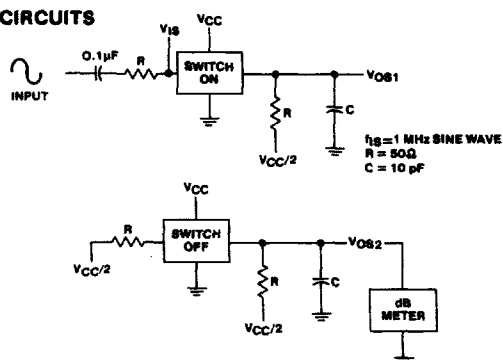 CIRCUITS
VIS
VCC
0.1µF
R
SWITCH
ON
VOS1
INPUT
R
C
VCC/2
fIS=1 MHz SINE WAVE
R = 50Ω
C = 10 pF
VCC
R
SWITCH
OFF
VOS2
VCC/2
R
C
VCC/2
dB
METER